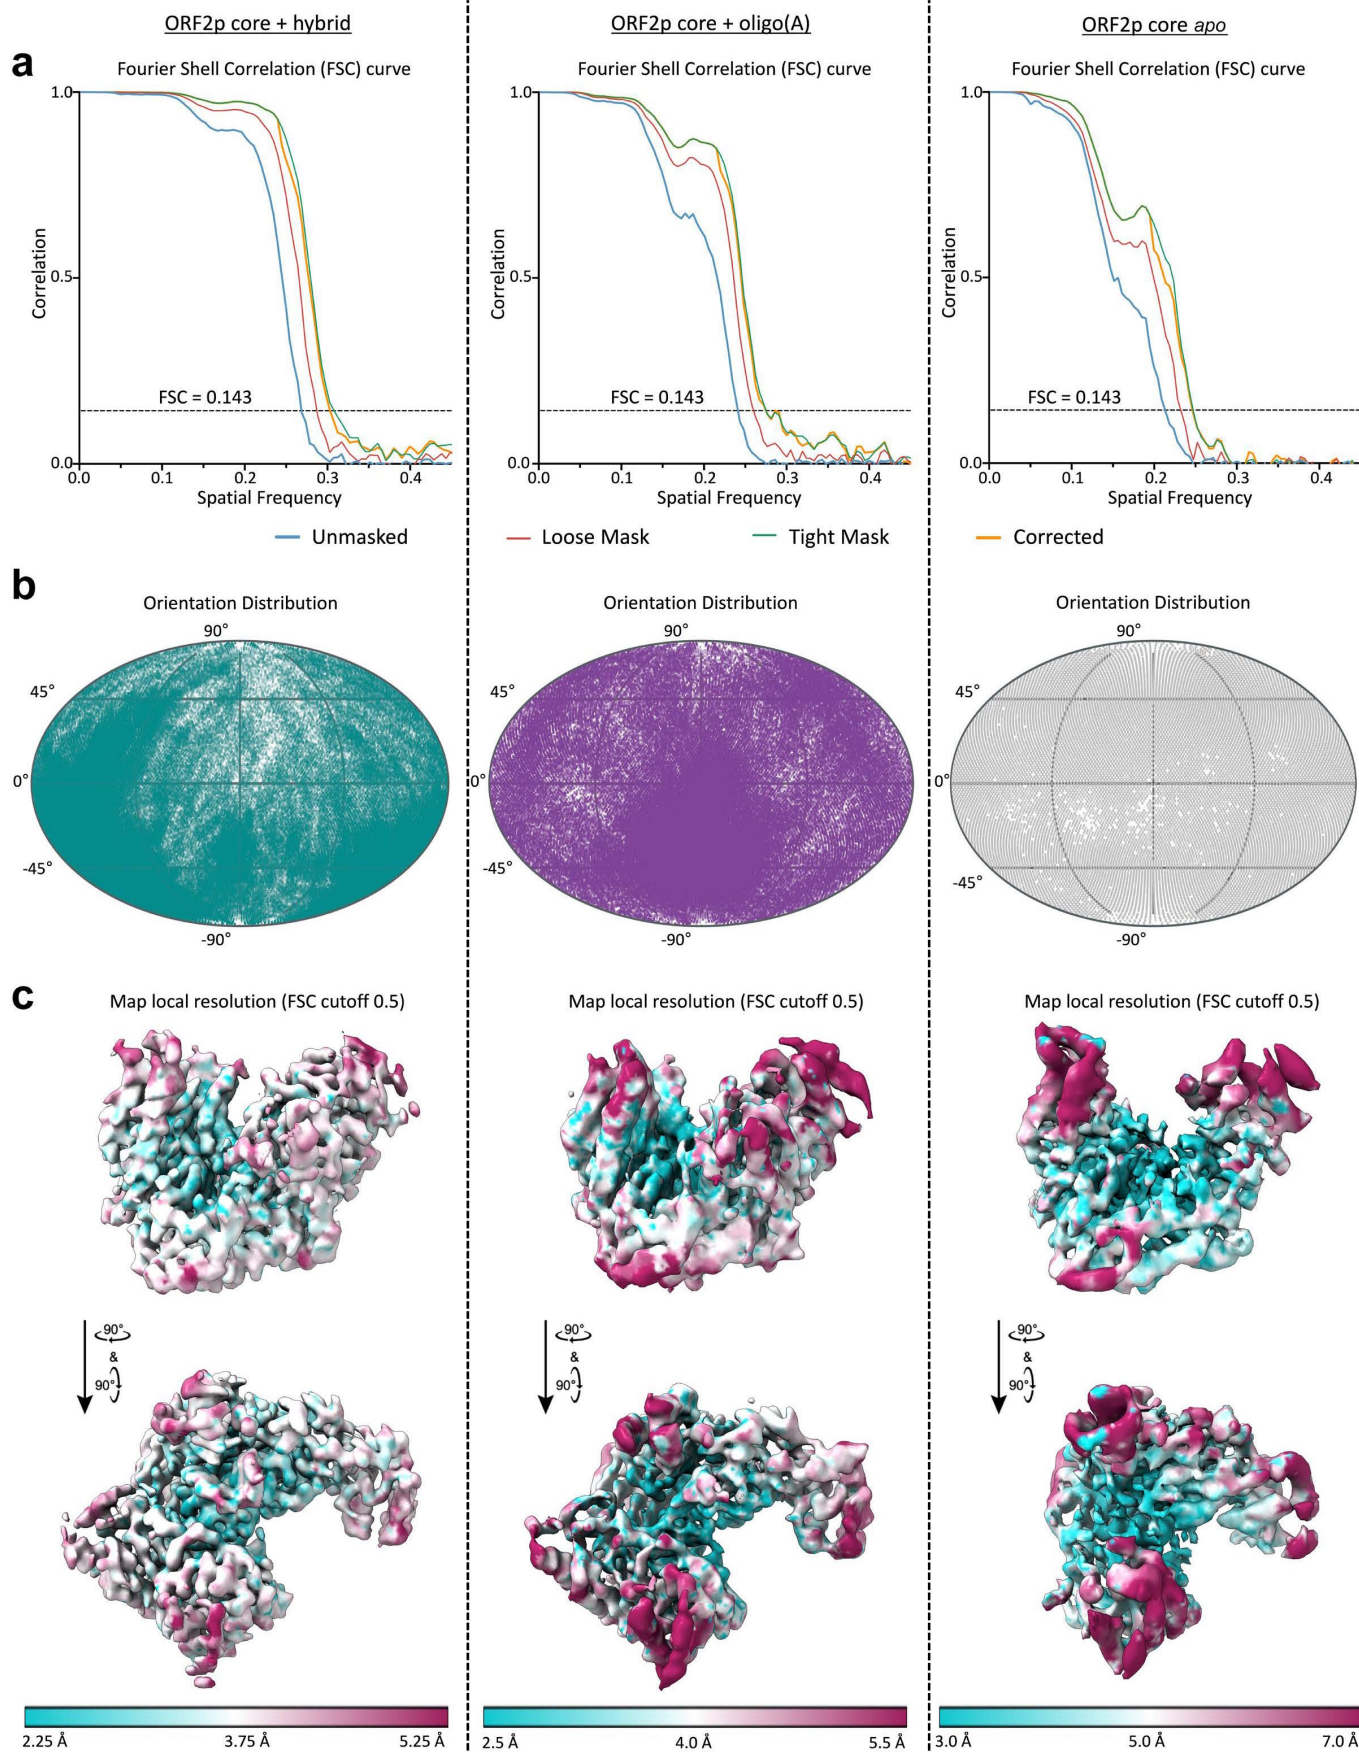 ORF2p core + hybrid
ORF2p core + oligo(A)
ORF2p core apo
a
Fourier Shell Correlation (FSC) curve
Fourier Shell Correlation (FSC) curve
Fourier Shell Correlation (FSC) curve
1.0
0.5
0.0
Correlation
FSC = 0.143
0.0 0.1 0.2 0.3 0.4
Spatial Frequency
1.0
0.5
0.0
Correlation
FSC = 0.143
0.0 0.1 0.2 0.3 0.4
Spatial Frequency
1.0
0.5
0.0
Correlation
FSC = 0.143
0.0 0.1 0.2 0.3 0.4
Spatial Frequency
Unmasked Loose Mask Tight Mask Corrected
b
Orientation Distribution
90°
45°
0°
-45°
-90°
Orientation Distribution
90°
45°
0°
-45°
-90°
Orientation Distribution
90°
45°
0°
-45°
-90°
c
Map local resolution (FSC cutoff 0.5)
Map local resolution (FSC cutoff 0.5)
Map local resolution (FSC cutoff 0.5)
90°
&
90°
90°
&
90°
90°
&
90°
2.25 Å 3.75 Å 5.25 Å
2.5 Å 4.0 Å 5.5 Å
3.0 Å 5.0 Å 7.0 Å